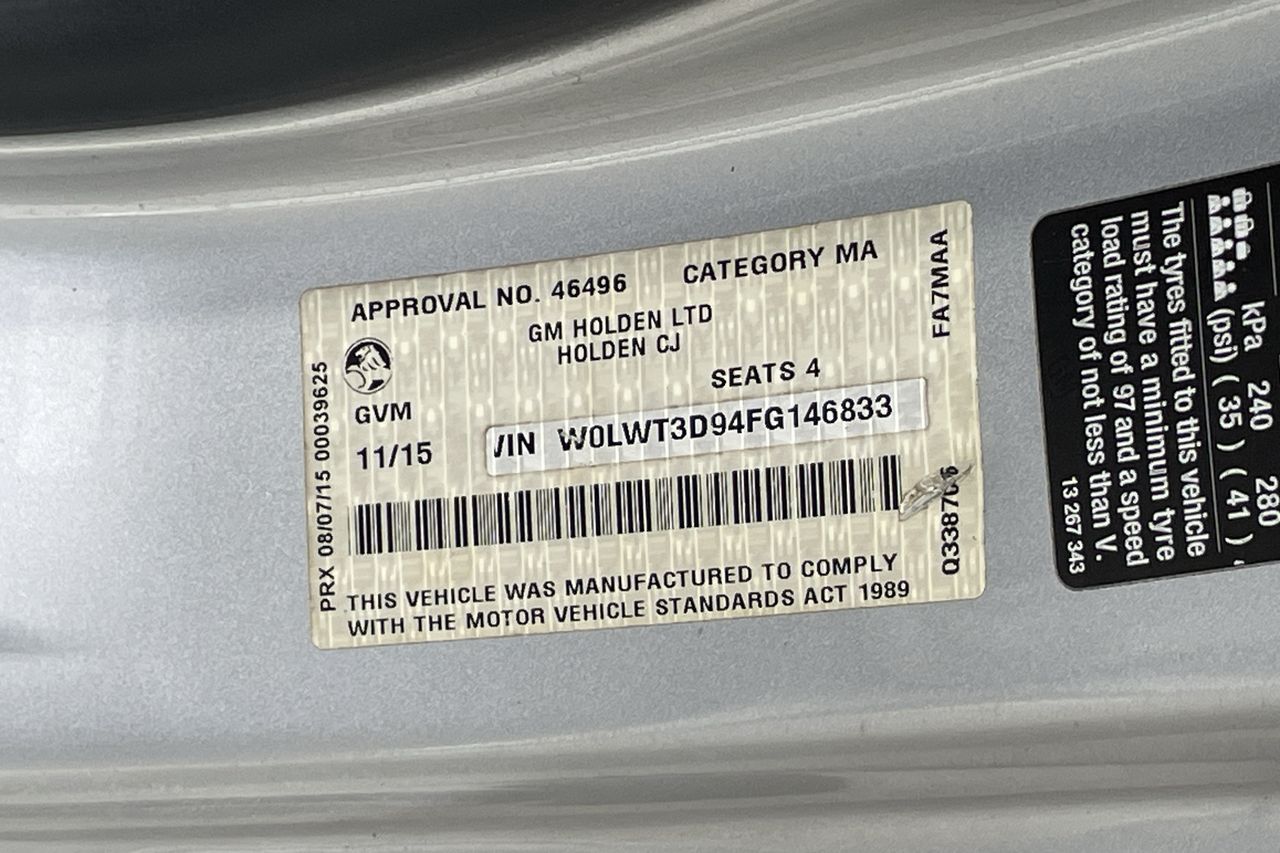 APPROVAL NO. 46496 CATEGORY MA
GM HOLDEN LTD
HOLDEN CJ
SEATS 4
GVM
11/15
VIN W0LWT3D94FG146833
THIS VEHICLE WAS MANUFACTURED TO COMPLY
WITH THE MOTOR VEHICLE STANDARDS ACT 1989
PRX 08/07/15 00039625
FA7MAA
kPa 240 280
(psi) ( 35 ) ( 41 )
The tyres fitted to this vehicle
must have a minimum tyre
load rating of 97 and a speed
category of not less than V.
13 267 343